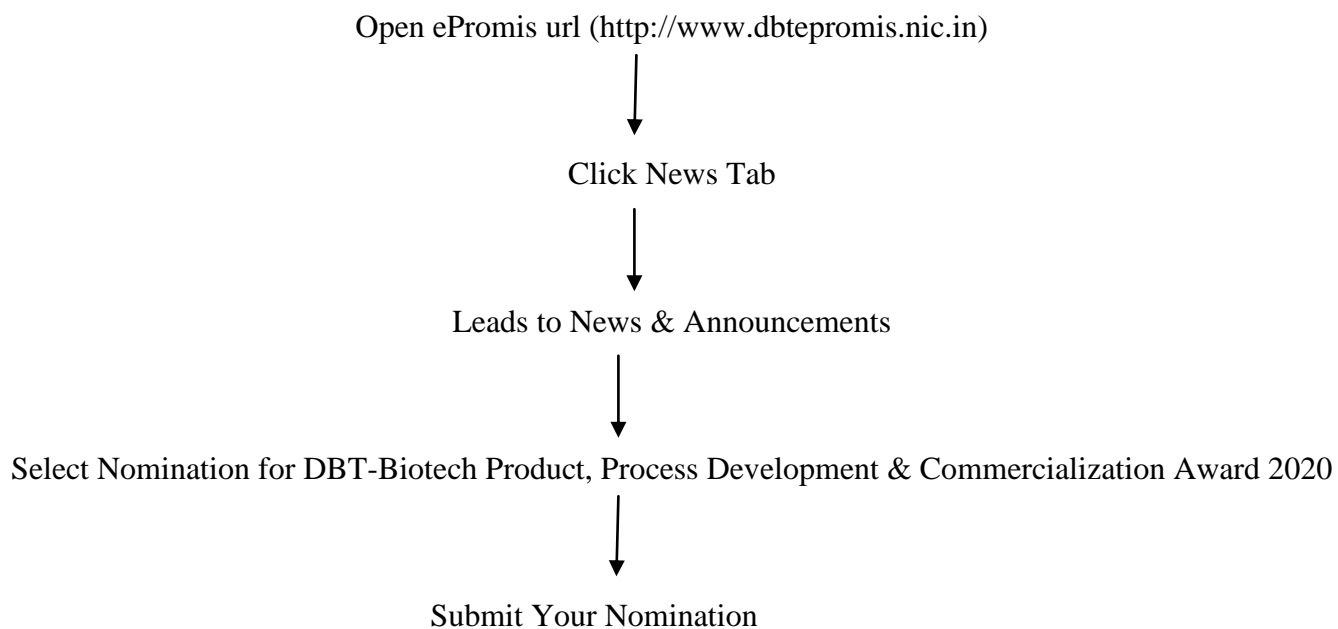 Open ePromis url (http://www.dbtepromis.nic.in)
Click News Tab
Leads to News & Announcements
Select Nomination for DBT-Biotech Product, Process Development & Commercialization Award 2020
Submit Your Nomination